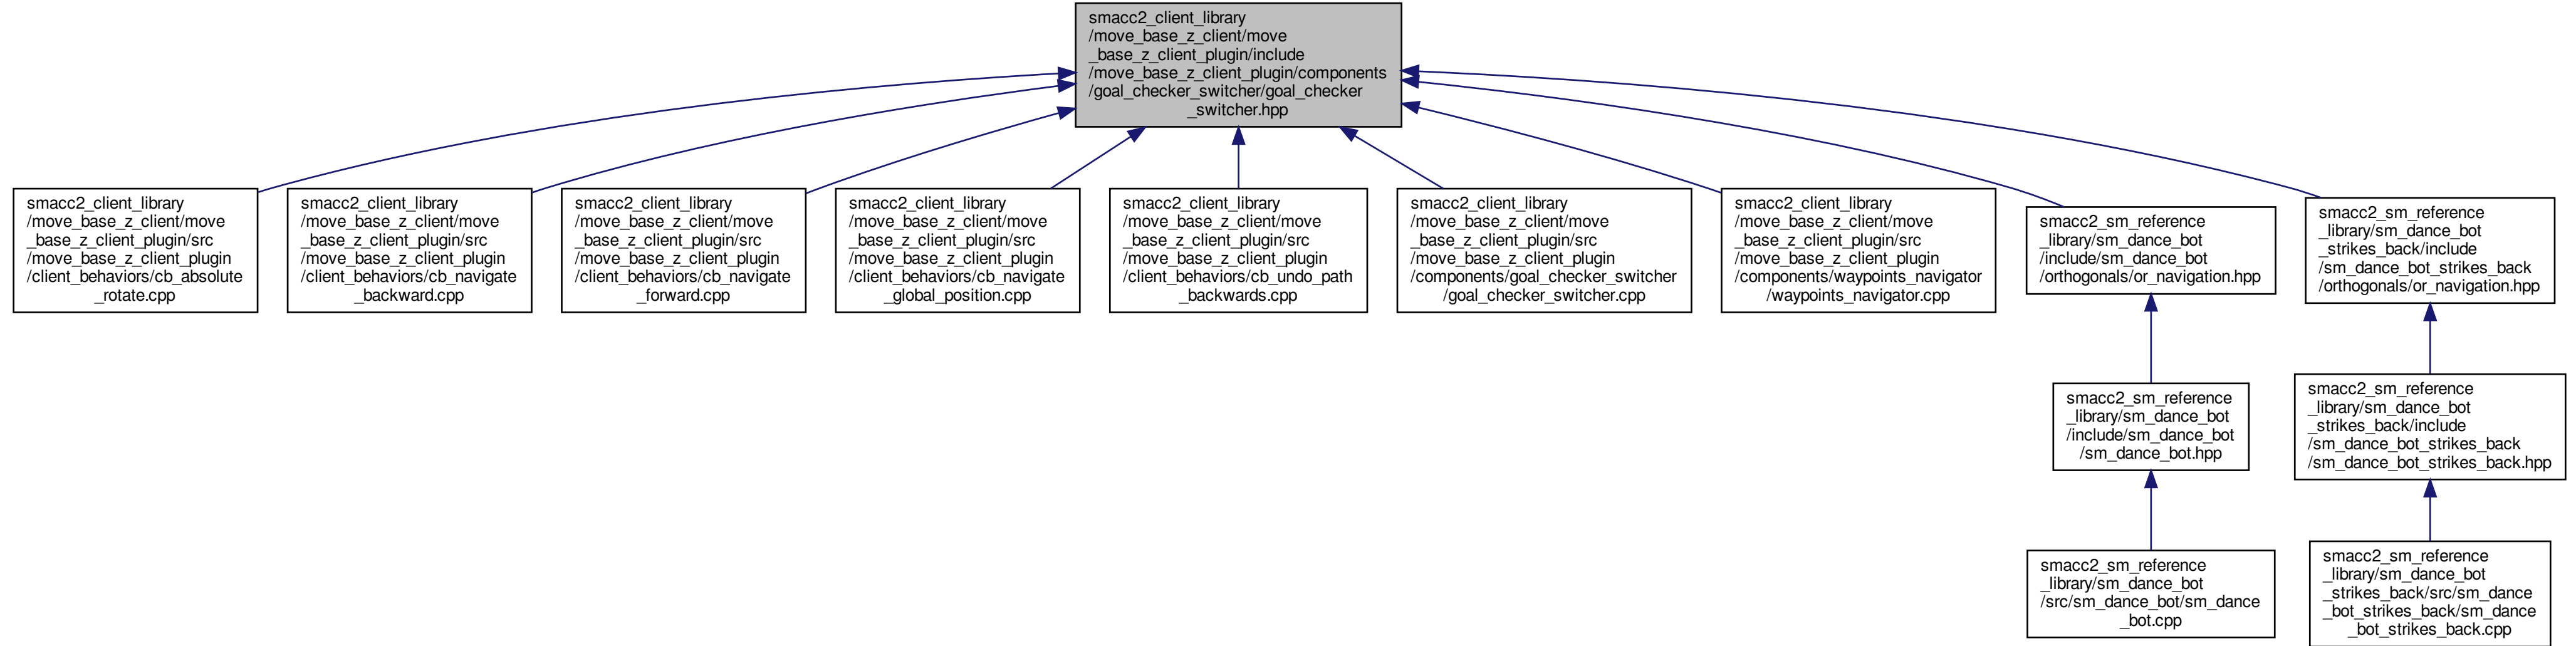 smacc2_client_library
/move_base_z_client/move
_base_z_client_plugin/include
/move_base_z_client_plugin/components
/goal_checker_switcher/goal_checker
_switcher.hpp
smacc2_client_library
/move_base_z_client/move
_base_z_client_plugin/src
/move_base_z_client_plugin
/client_behaviors/cb_absolute
_rotate.cpp
smacc2_client_library
/move_base_z_client/move
_base_z_client_plugin/src
/move_base_z_client_plugin
/client_behaviors/cb_navigate
_backward.cpp
smacc2_client_library
/move_base_z_client/move
_base_z_client_plugin/src
/move_base_z_client_plugin
/client_behaviors/cb_navigate
_forward.cpp
smacc2_client_library
/move_base_z_client/move
_base_z_client_plugin/src
/move_base_z_client_plugin
/client_behaviors/cb_navigate
_global_position.cpp
smacc2_client_library
/move_base_z_client/move
_base_z_client_plugin/src
/move_base_z_client_plugin
/client_behaviors/cb_undo_path
_backwards.cpp
smacc2_client_library
/move_base_z_client/move
_base_z_client_plugin/src
/move_base_z_client_plugin
/components/goal_checker_switcher
/goal_checker_switcher.cpp
smacc2_client_library
/move_base_z_client/move
_base_z_client_plugin/src
/move_base_z_client_plugin
/components/waypoints_navigator
/waypoints_navigator.cpp
smacc2_sm_reference
_library/sm_dance_bot
/include/sm_dance_bot
/orthogonals/or_navigation.hpp
smacc2_sm_reference
_library/sm_dance_bot
_strikes_back/include
/sm_dance_bot_strikes_back
/orthogonals/or_navigation.hpp
smacc2_sm_reference
_library/sm_dance_bot
/include/sm_dance_bot
/sm_dance_bot.hpp
smacc2_sm_reference
_library/sm_dance_bot
_strikes_back/include
/sm_dance_bot_strikes_back
/sm_dance_bot_strikes_back.hpp
smacc2_sm_reference
_library/sm_dance_bot
/src/sm_dance_bot/sm_dance
_bot.cpp
smacc2_sm_reference
_library/sm_dance_bot
_strikes_back/src/sm_dance
_bot_strikes_back/sm_dance
_bot_strikes_back.cpp